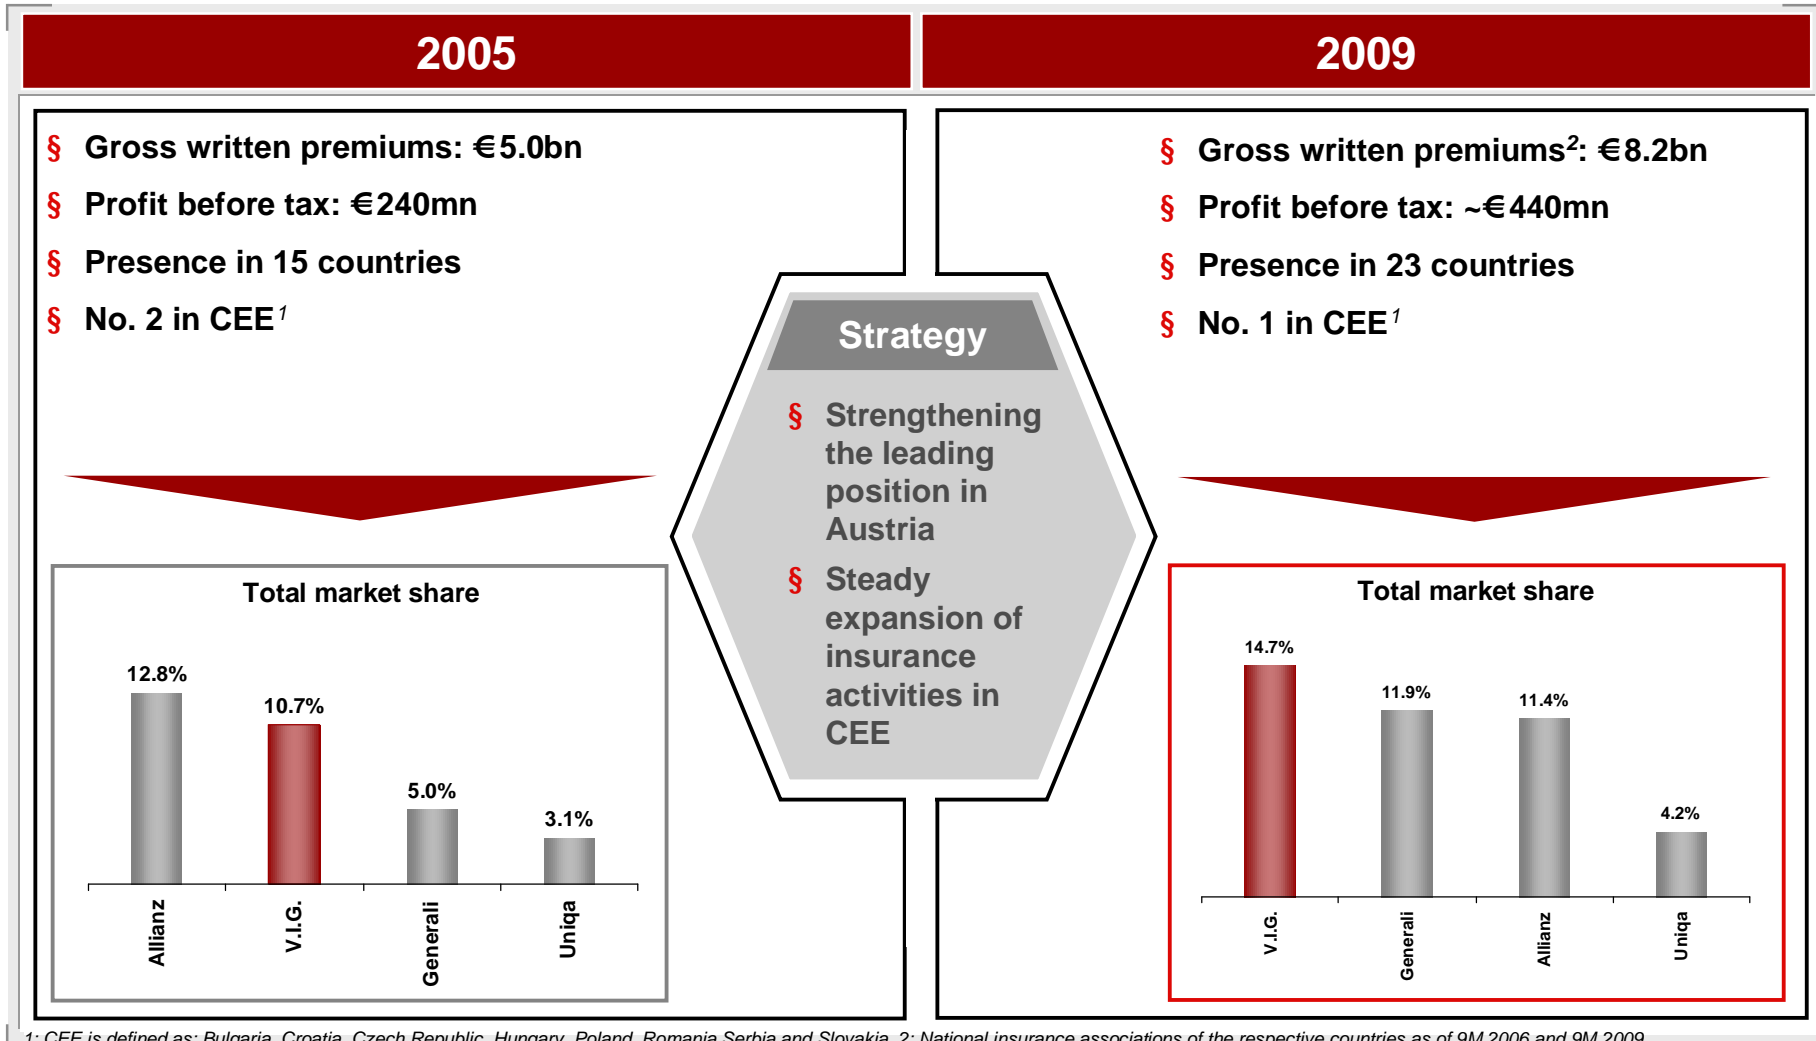 2005
§ Gross written premiums: €5.0bn
§ Profit before tax: €240mn
§ Presence in 15 countries
§ No. 2 in CEE1
Total market share
12.8%
10.7%
5.0%
3.1%
Allianz
V.I.G.
Generali
Uniqa
Strategy
§ Strengthening
the leading
position in
Austria
§ Steady
expansion of
insurance
activities in
CEE
2009
§ Gross written premiums2: €8.2bn
§ Profit before tax: ~€440mn
§ Presence in 23 countries
§ No. 1 in CEE1
Total market share
14.7%
11.9%
11.4%
4.2%
V.I.G.
Generali
Allianz
Uniqa
1: CEE is defined as: Bulgaria, Croatia, Czech Republic, Hungary, Poland, Romania Serbia and Slovakia, 2: National insurance associations of the respective countries as of 9M 2006 and 9M 2009